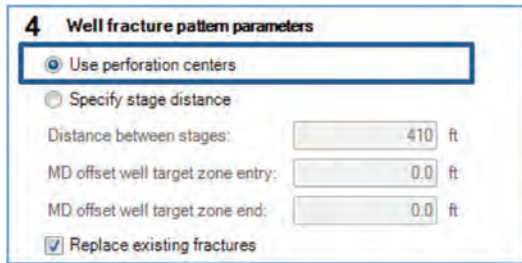 4 Well fracture pattern parameters
Use perforation centers
Specify stage distance
Distance between stages: 410 ft
MD offset well target zone entry: 0.0 ft
MD offset well target zone end: 0.0 ft
Replace existing fractures